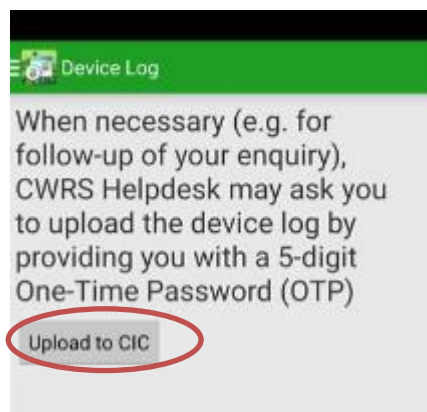 Device Log
When necessary (e.g. for
follow-up of your enquiry),
CWRS Helpdesk may ask you
to upload the device log by
providing you with a 5-digit
One-Time Password (OTP)
Upload to CIC